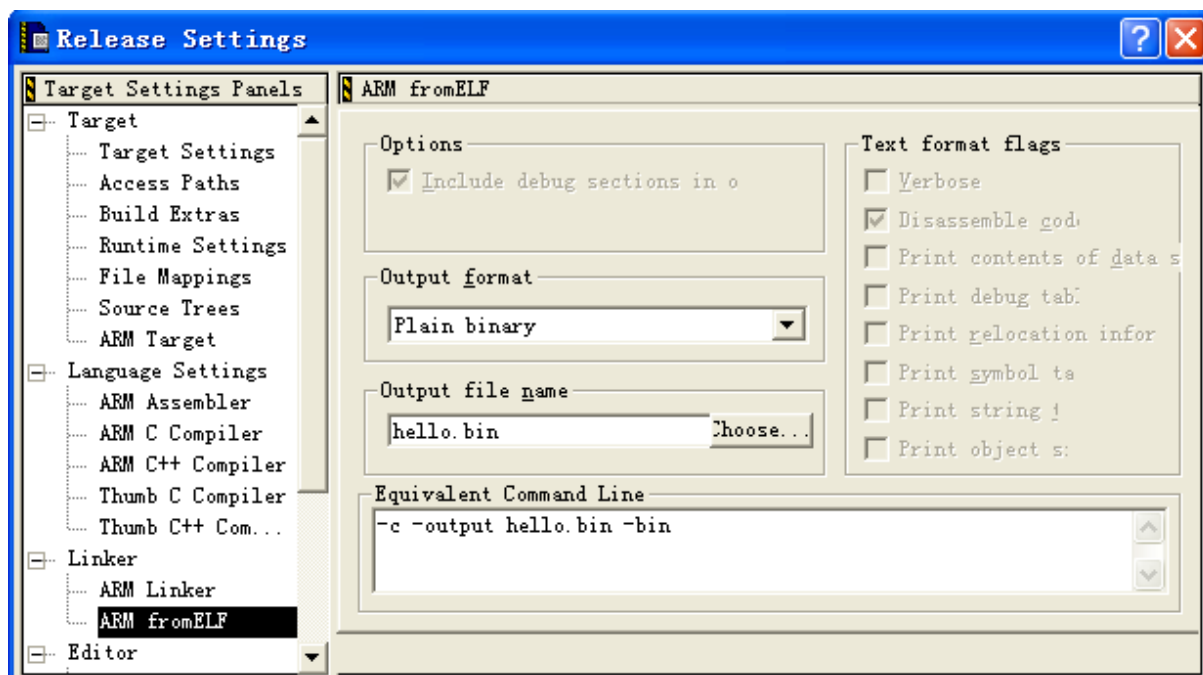 Release Settings
Target Settings Panels
Target
Target Settings
Access Paths
Build Extras
Runtime Settings
File Mappings
Source Trees
ARM Target
Language Settings
ARM Assembler
ARM C Compiler
ARM C++ Compiler
Thumb C Compiler
Thumb C++ Com...
Linker
ARM Linker
ARM fromELF
Editor
ARM fromELF
Options
Include debug sections in o
Output format
Plain binary
Output file name
hello.bin
Choose...
Text format flags
Verbose
Disassemble cod
Print contents of data s
Print debug tab
Print relocation infor
Print symbol ta
Print string
Print object s
Equivalent Command Line
-c -output hello.bin -bin